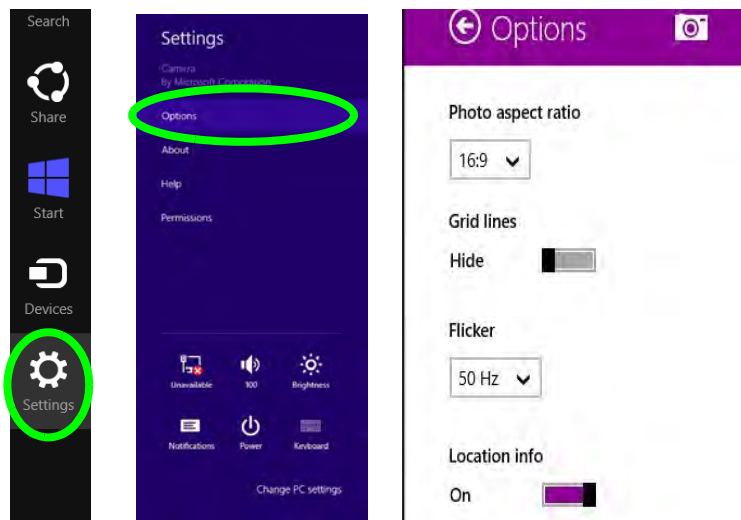 Search
Share
Start
Devices
Settings
Settings
Camera
By Microsoft Corporation
Options
About
Help
Permissions
Unavailable
100
Brightness
Notifications
Power
Keyboard
Change PC settings
Options
Photo aspect ratio
16:9
Grid lines
Hide
Flicker
50 Hz
Location info
On